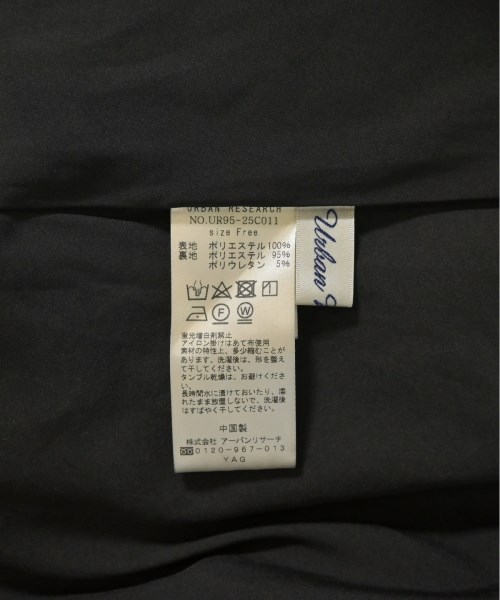 URBAN RESEARCH
NO.UR95-25C011
size Free
表地 ポリエステル100%
裏地 ポリエステル 95%
ポリウレタン 5%
F W
蛍光増白剤禁止
アイロン掛けはあて布使用
素材の特性上、多少縮むことが
あります。洗濯後は、形を整え
て干してください。
タンブル乾燥は、お避けくださ
い。
長時間水に漬けておいたり、濡
れたまま放置しないで、洗濯後
はすばやく干してください。
中国製
株式会社 アーバンリサーチ
0120-967-013
YAG
Urban